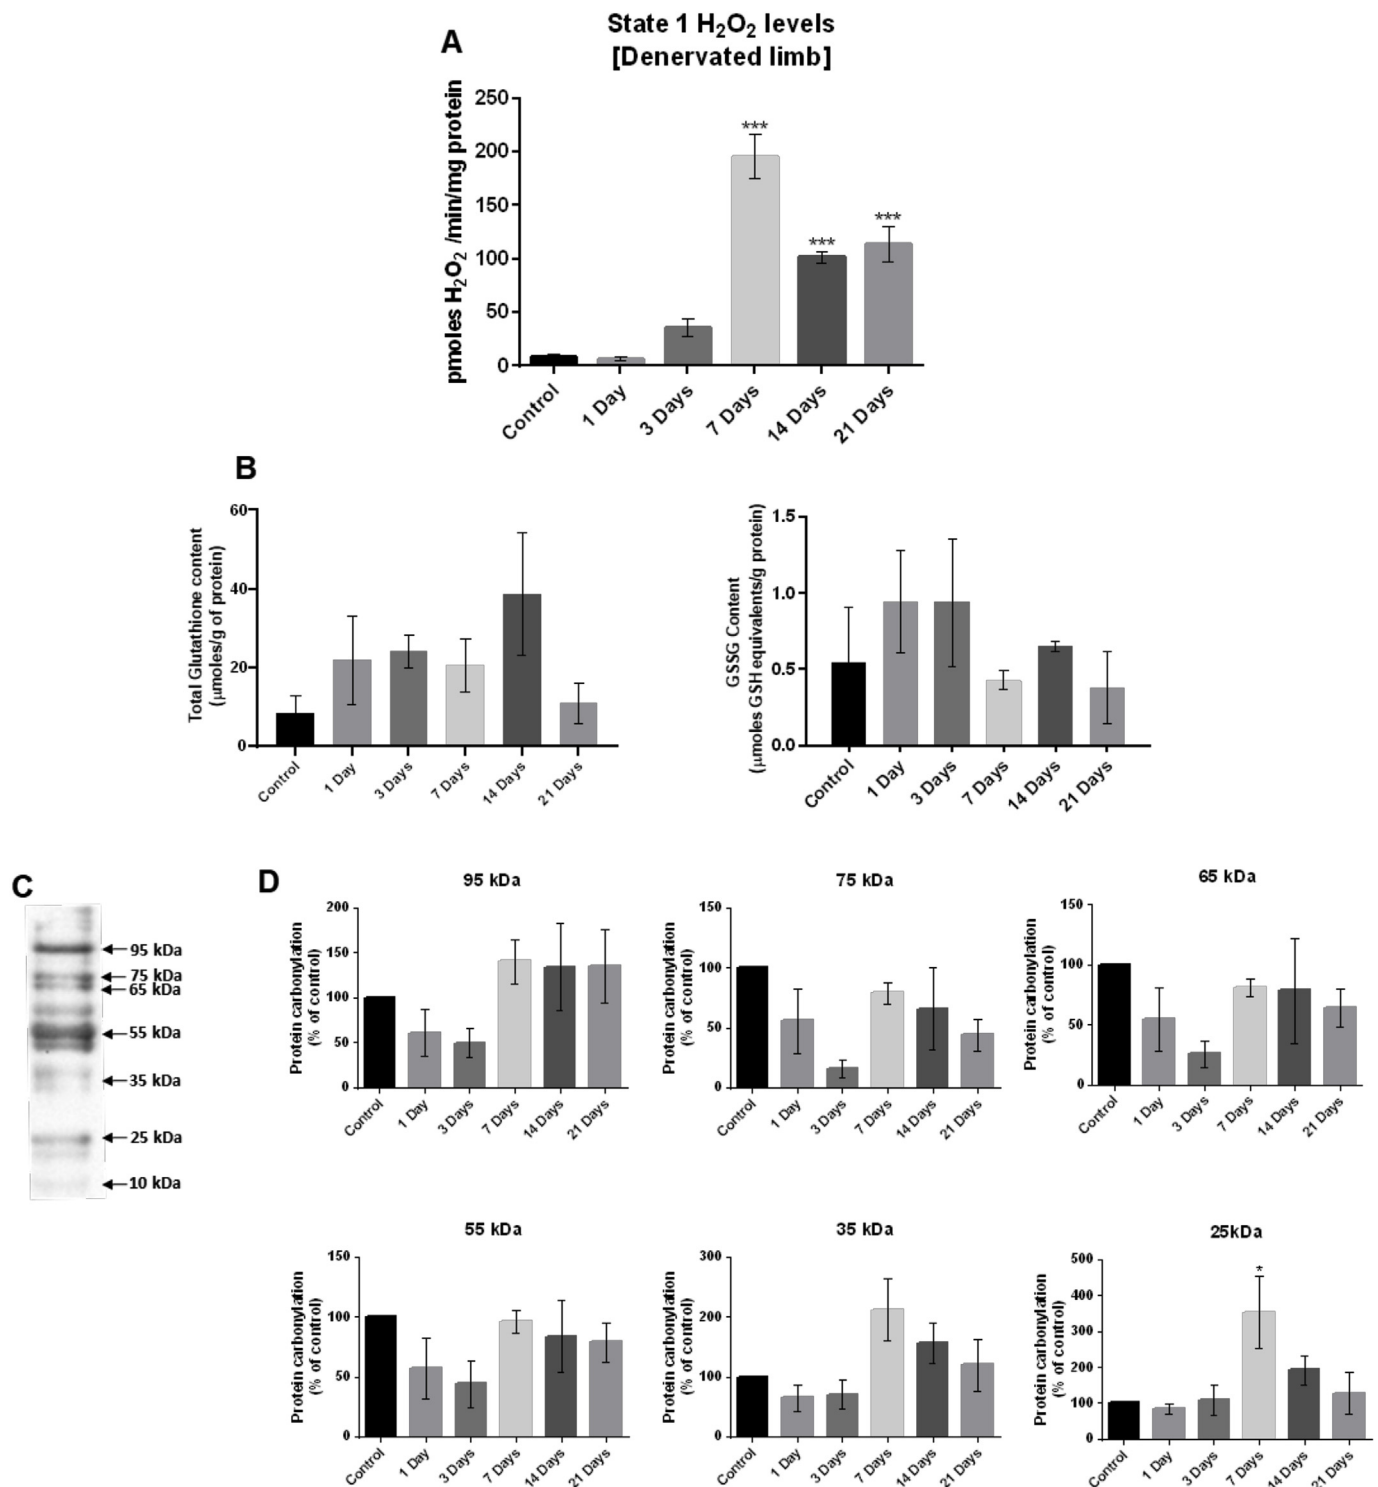 State 1 H₂O₂ levels
[Denervated limb]
A
pmoles H₂O₂ /min/mg protein
250
200
150
100
50
0
***
***
***
Control
1 Day
3 Days
7 Days
14 Days
21 Days
B
Total Glutathione content
(μmoles/g of protein)
60
40
20
0
Control
1 Day
3 Days
7 Days
14 Days
21 Days
GSSG Content
(μmoles GSH equivalents/g protein)
1.5
1.0
0.5
0.0
Control
1 Day
3 Days
7 Days
14 Days
21 Days
C
95 kDa
75 kDa
65 kDa
55 kDa
35 kDa
25 kDa
10 kDa
D
95 kDa
Protein carbonylation
(% of control)
200
150
100
50
0
Control
1 Day
3 Days
7 Days
14 Days
21 Days
75 kDa
Protein carbonylation
(% of control)
150
100
50
0
Control
1 Day
3 Days
7 Days
14 Days
21 Days
65 kDa
Protein carbonylation
(% of control)
150
100
50
0
Control
1 Day
3 Days
7 Days
14 Days
21 Days
55 kDa
Protein carbonylation
(% of control)
150
100
50
0
Control
1 Day
3 Days
7 Days
14 Days
21 Days
35 kDa
Protein carbonylation
(% of control)
300
200
100
0
Control
1 Day
3 Days
7 Days
14 Days
21 Days
25kDa
Protein carbonylation
(% of control)
500
400
300
200
100
0
*
Control
1 Day
3 Days
7 Days
14 Days
21 Days